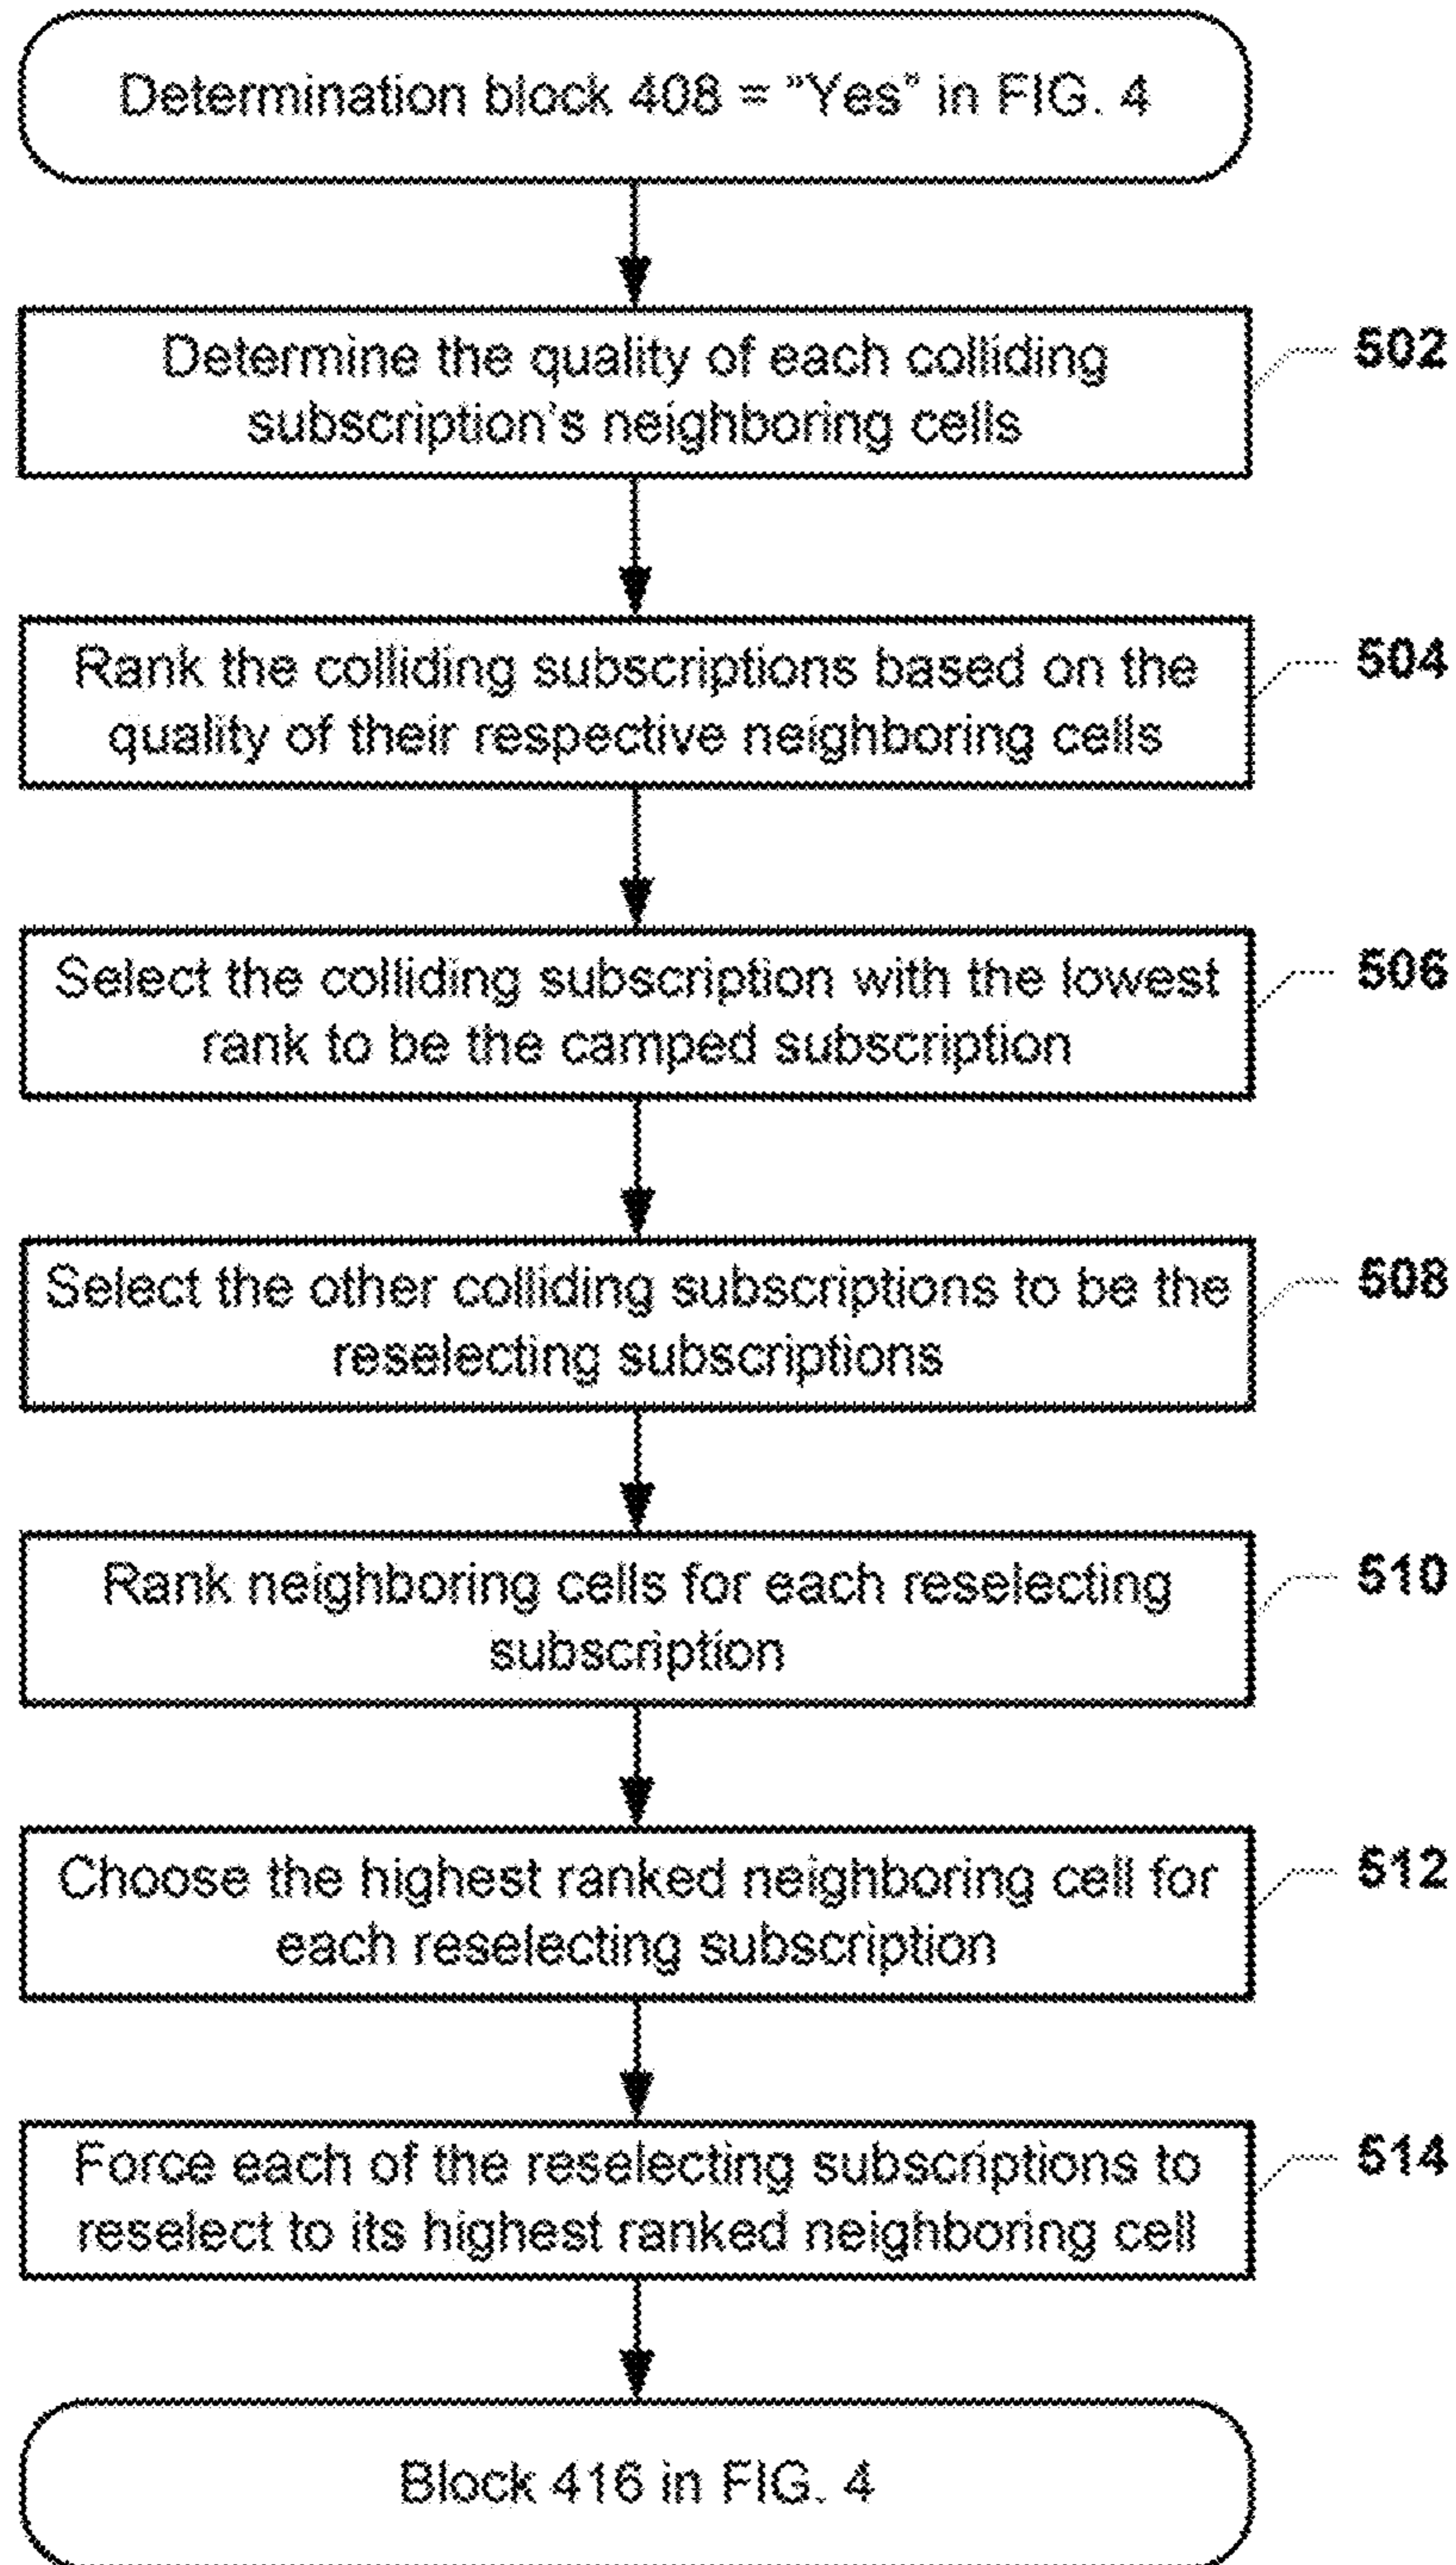 Determination block 408 = "Yes" in FIG. 4
Determine the quality of each colliding
subscription's neighboring cells
502
Rank the colliding subscriptions based on the
quality of their respective neighboring cells
504
Select the colliding subscription with the lowest
rank to be the camped subscription
506
Select the other colliding subscriptions to be the
reselecting subscriptions
508
Rank neighboring cells for each reselecting
subscription
510
Choose the highest ranked neighboring cell for
each reselecting subscription
512
Force each of the reselecting subscriptions to
reselect to its highest ranked neighboring cell
514
Block 416 in FIG. 4